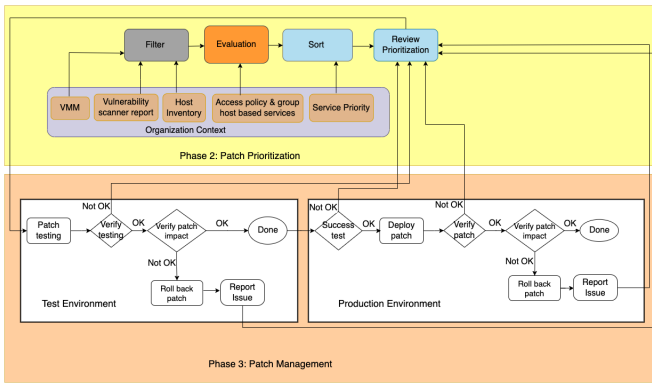 Filter
Evaluation
Sort
Review
Prioritization
VMM
Vulnerability
scanner report
Host
Inventory
Access policy & group
host based services
Service Priority
Organization Context
Phase 2: Patch Prioritization
Not OK
Not OK
Not OK
Patch
testing
Verify
testing
OK
Verify patch
impact
OK
Done
Success
test
OK
Deploy
patch
Verify
patch
OK
Verify patch
impact
OK
Done
Not OK
Not OK
Roll back
patch
Report
Issue
Roll back
patch
Report
Issue
Test Environment
Production Environment
Phase 3: Patch Management